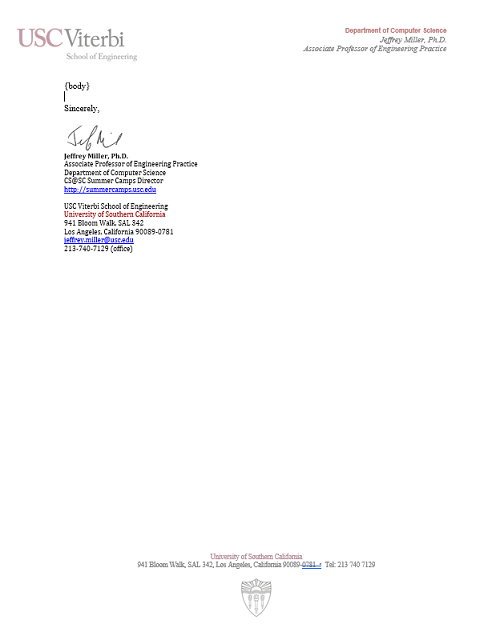 USC Viterbi
School of Engineering
Department of Computer Science
Jeffrey Miller, Ph.D.
Associate Professor of Engineering Practice
{body}
Sincerely,
Jeffrey Miller, Ph.D.
Associate Professor of Engineering Practice
Department of Computer Science
CS@SC Summer Camps Director
http://summercamps.usc.edu
USC Viterbi School of Engineering
University of Southern California
941 Bloom Walk, SAL 342
Los Angeles, California 90089-0781
jeffrey.miller@usc.edu
213-740-7129 (office)
University of Southern California
941 Bloom Walk, SAL 342, Los Angeles, California 90089-0781 • Tel: 213 740 7129